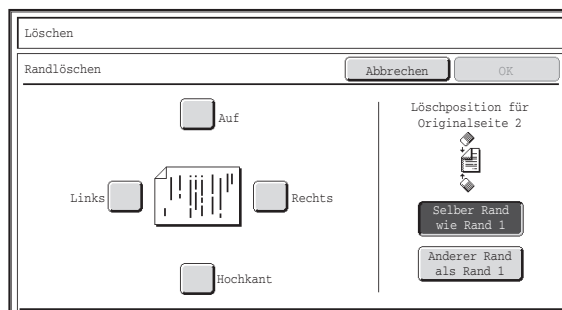 Löschen
Randlöschen
Abbrechen
OK
Auf
Links
Rechts
Hochkant
Löschposition für
Originalseite 2
Selber Rand
wie Rand 1
Anderer Rand
als Rand 1